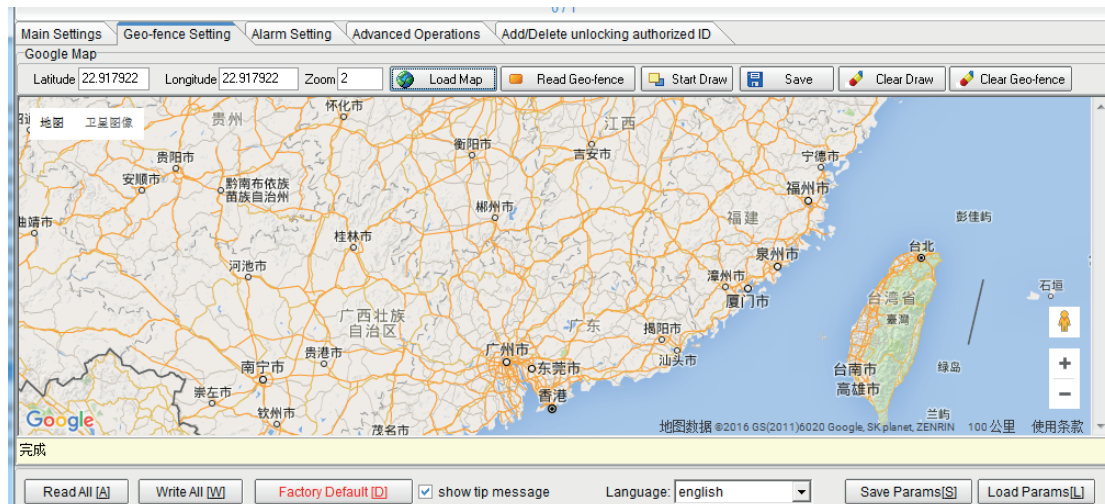 0 / 1
Main Settings Geo-fence Setting Alarm Setting Advanced Operations Add/Delete unlocking authorized ID
Google Map
Latitude 22.917922 Longitude 22.917922 Zoom 2 Load Map Read Geo-fence Start Draw Save Clear Draw Clear Geo-fence
地图 卫星图像
怀化市
贵州
江西
衡阳市
吉安市
贵阳市
宁德市
安顺市
黔南布依族
苗族自治州
福州市
郴州市
福建
彭佳屿
曲靖市
桂林市
台北
泉州市
河池市
漳州市
石垣
厦门市
台湾省
臺灣
广西壮族
自治区
广东
揭阳市
广州市
贵港市
汕头市
南宁市
东莞市
台南市
绿岛
崇左市
高雄市
香港
兰屿
钦州市
Google
茂名市
地图数据 ©2016 GS(2011)6020 Google, SK planet, ZENRIN 100 公里 使用条款
完成
Read All [A] Write All [W] Factory Default [D] show tip message Language: english Save Params[S] Load Params[L]